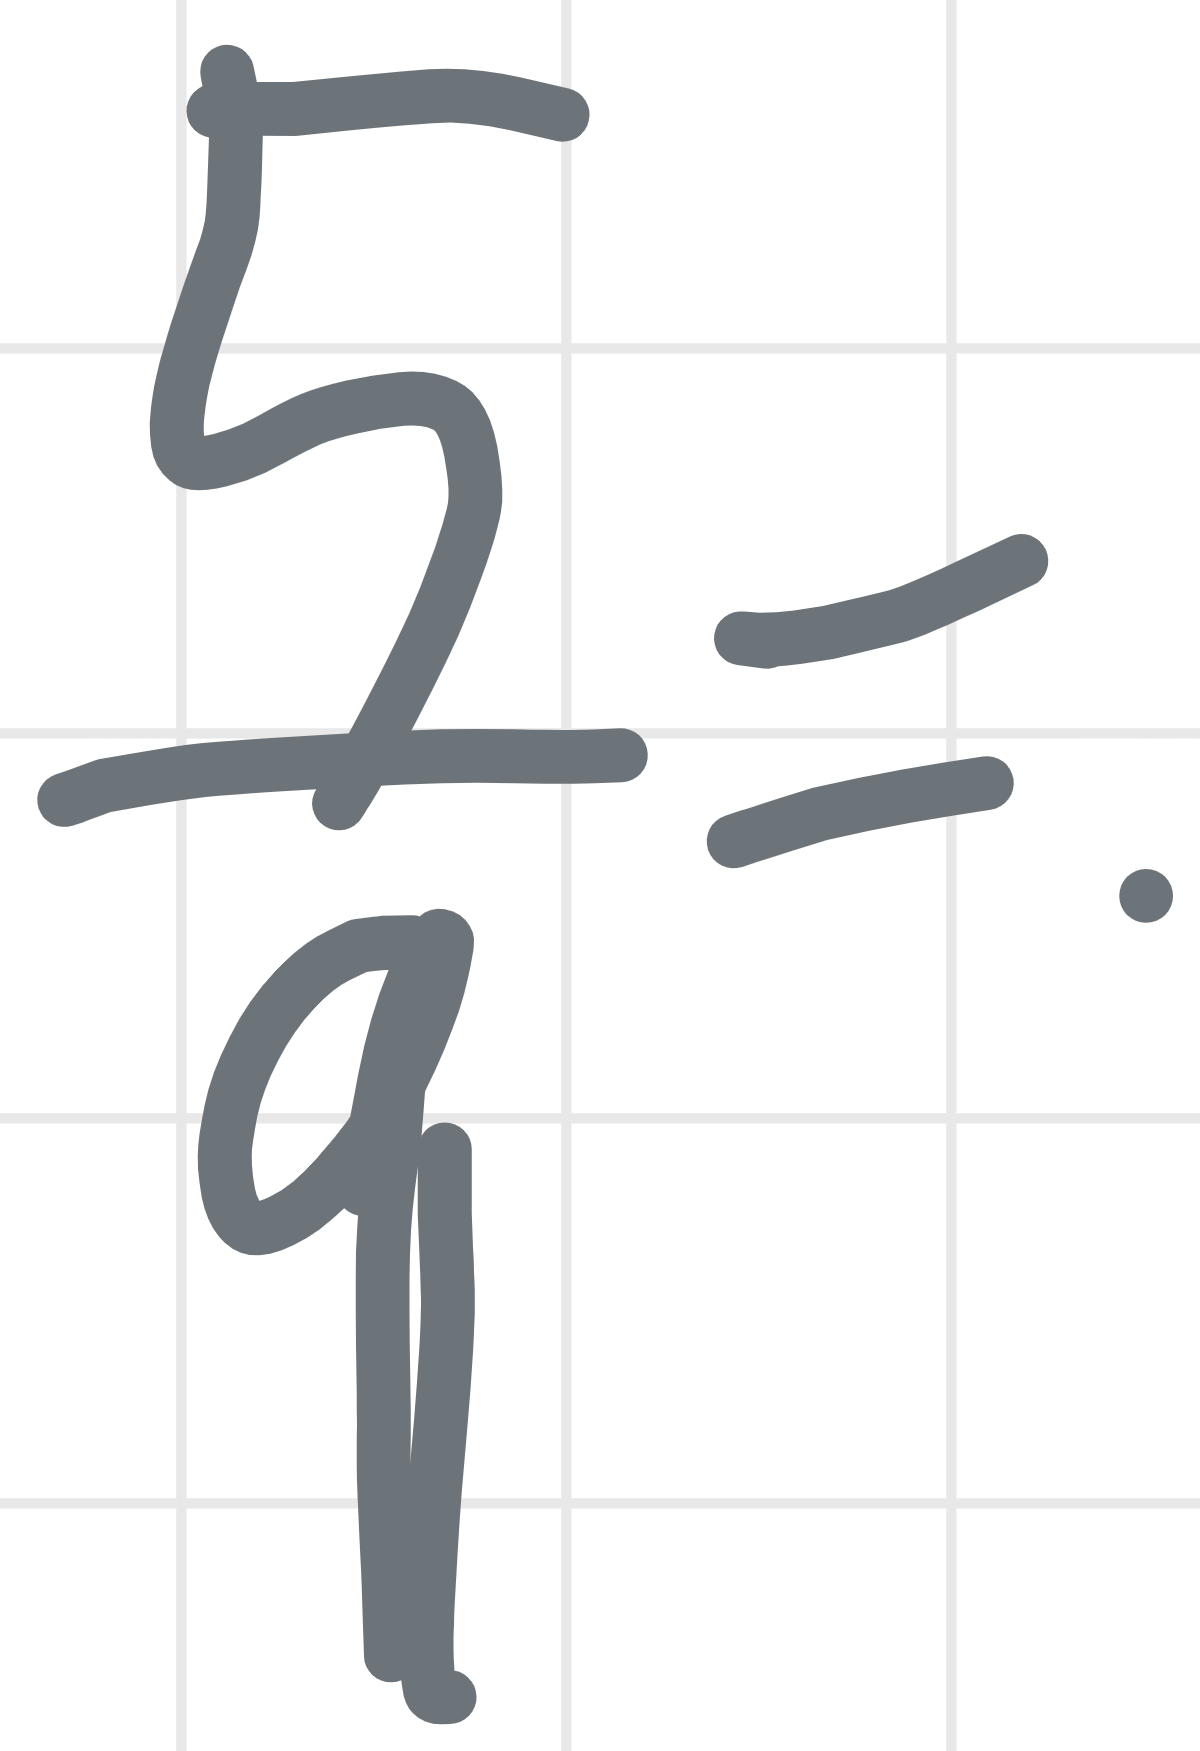 5/9 = .